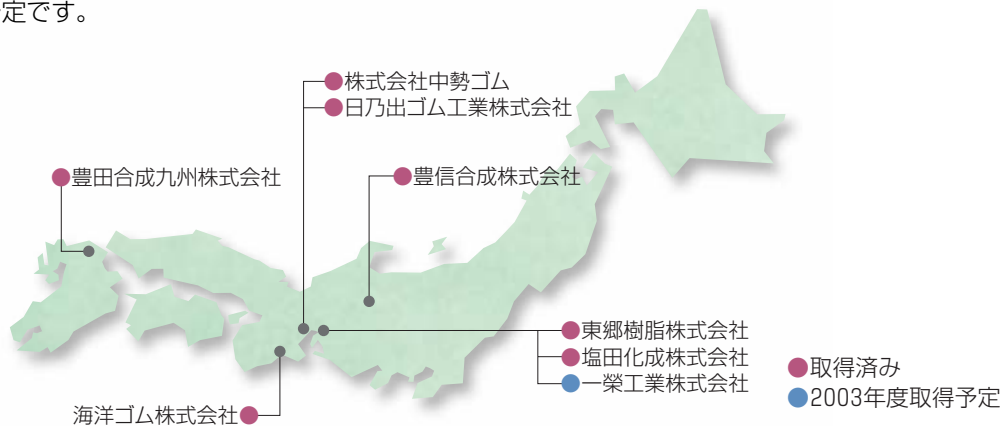 定です。
株式会社中勢ゴム
日乃出ゴム工業株式会社
豊田合成九州株式会社
豊信合成株式会社
東郷樹脂株式会社
塩田化成株式会社
一榮工業株式会社
取得済み
2003年度取得予定
海洋ゴム株式会社